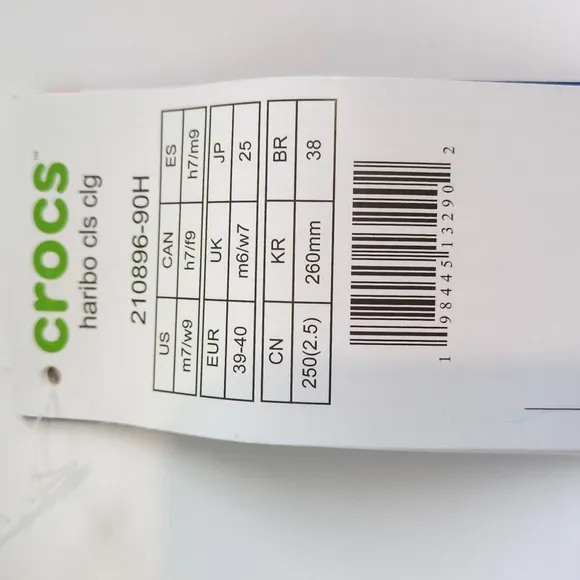 crocs™
haribo cls clg
210896-90H
US CAN ES
m7/w9 h7/f9 h7/m9
EUR UK JP
39-40 m6/w7 25
CN KR BR
250(2.5) 260mm 38
1 98445 13290 2